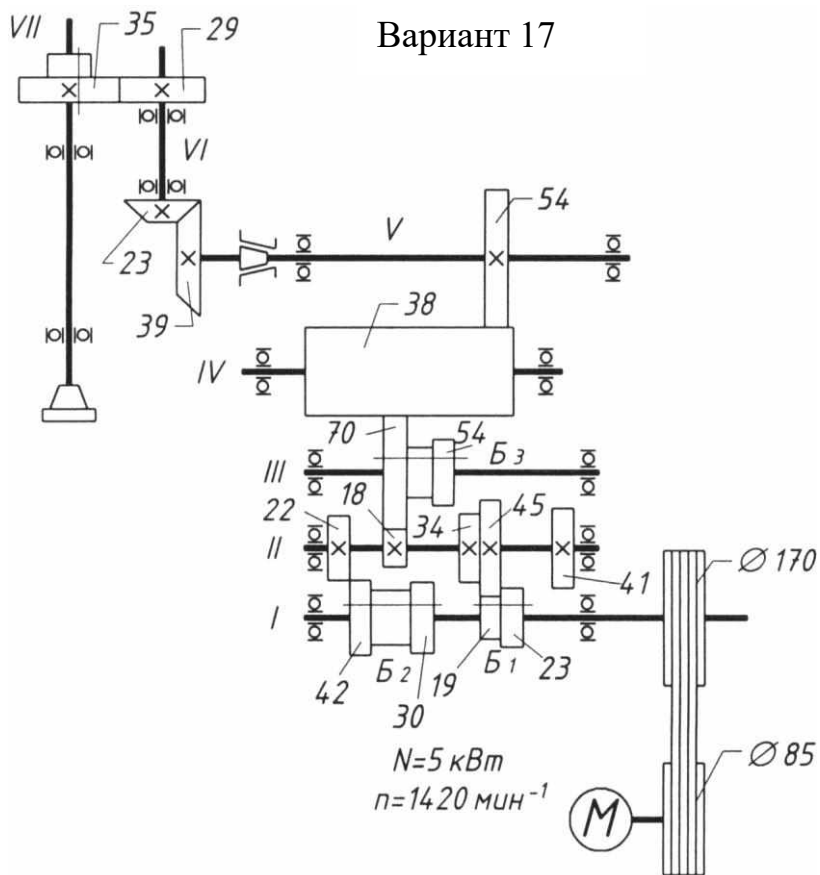 Вариант 17
VII 35 29
VI
23
39
V
54
38
IV
70
54
Б3
III
22
18
34
45
II
41
Ø 170
I
42
Б2
30
19
Б1
23
N=5 кВт
n=1420 мин⁻¹
М
Ø 85